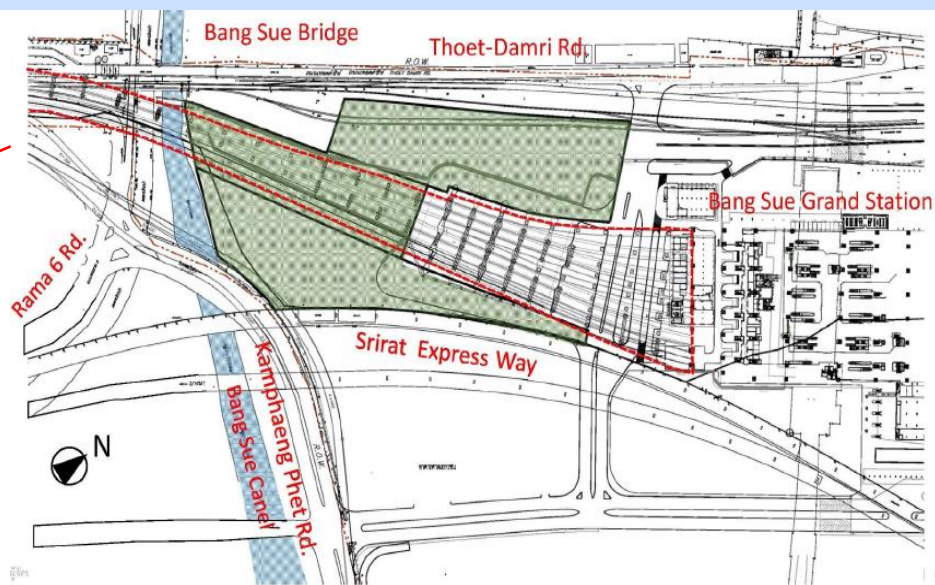 Bang Sue Bridge
Thoet-Damri Rd.
R.O.W.
Bang Sue Grand Station
Rama 6 Rd.
Srirat Express Way
Kamphaeng Phet Rd.
Bang Sue Canel
R.O.W.
N